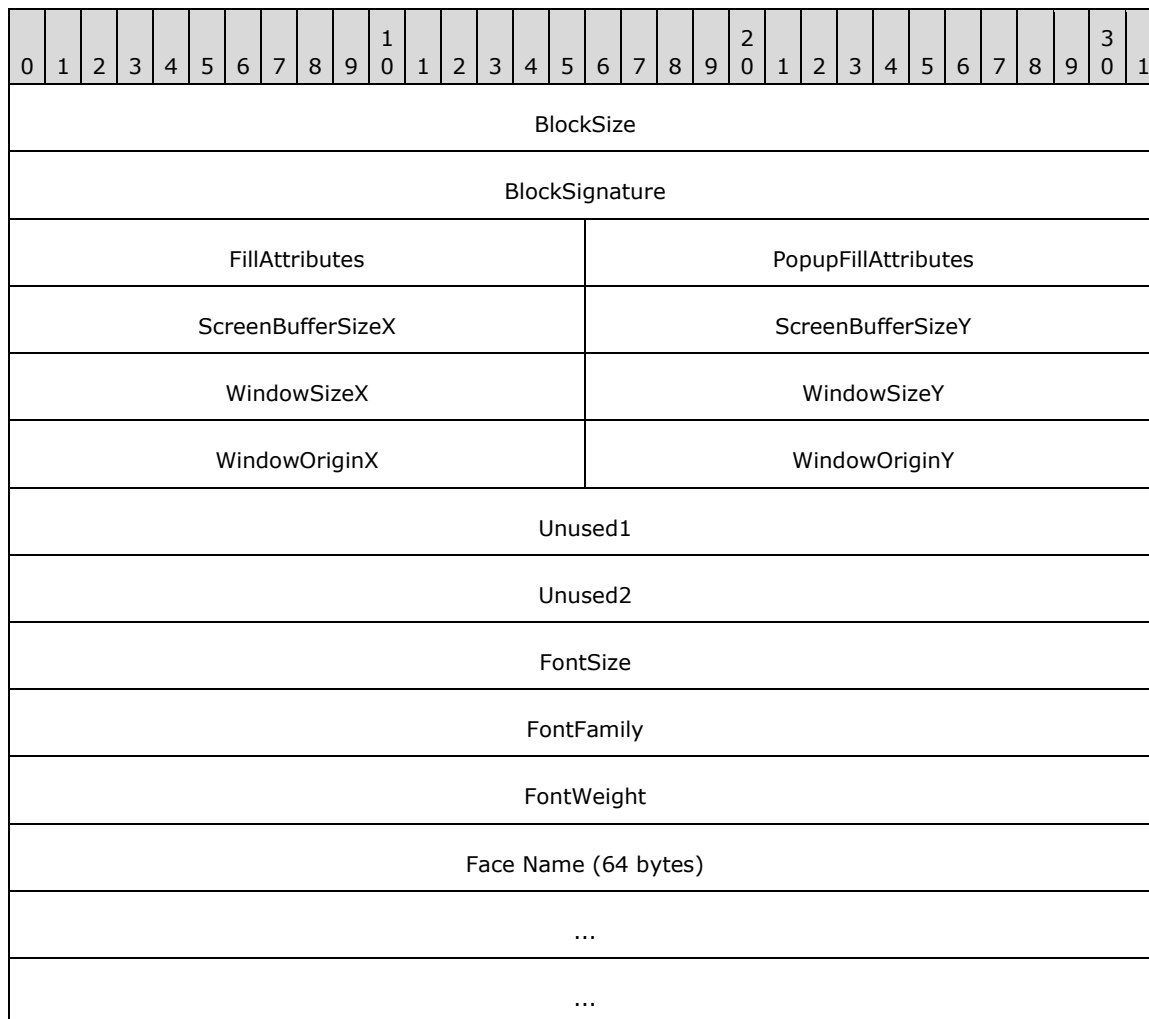 1 2 3
0 1 2 3 4 5 6 7 8 9 0 1 2 3 4 5 6 7 8 9 0 1 2 3 4 5 6 7 8 9 0 1
BlockSize
BlockSignature
FillAttributes PopupFillAttributes
ScreenBufferSizeX ScreenBufferSizeY
WindowSizeX WindowSizeY
WindowOriginX WindowOriginY
Unused1
Unused2
FontSize
FontFamily
FontWeight
Face Name (64 bytes)
...
...